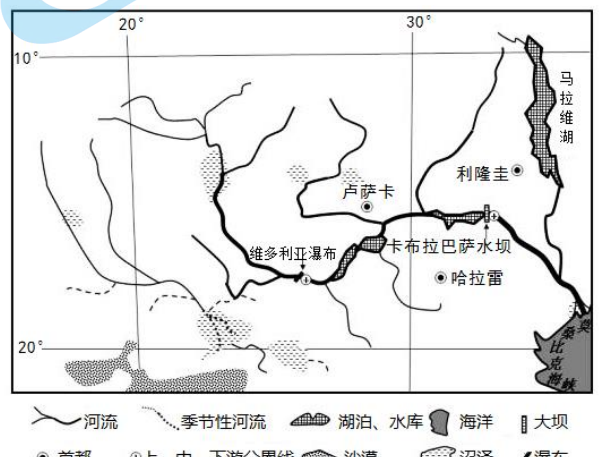 20°
30°
10°
马拉维湖
利隆圭
卢萨卡
维多利亚瀑布
卡布拉巴萨水坝
哈拉雷
20°
莫桑比克海峡
河流
季节性河流
湖泊、水库
海洋
大坝
首都
上、中、下游分界线
沙漠
沼泽
瀑布